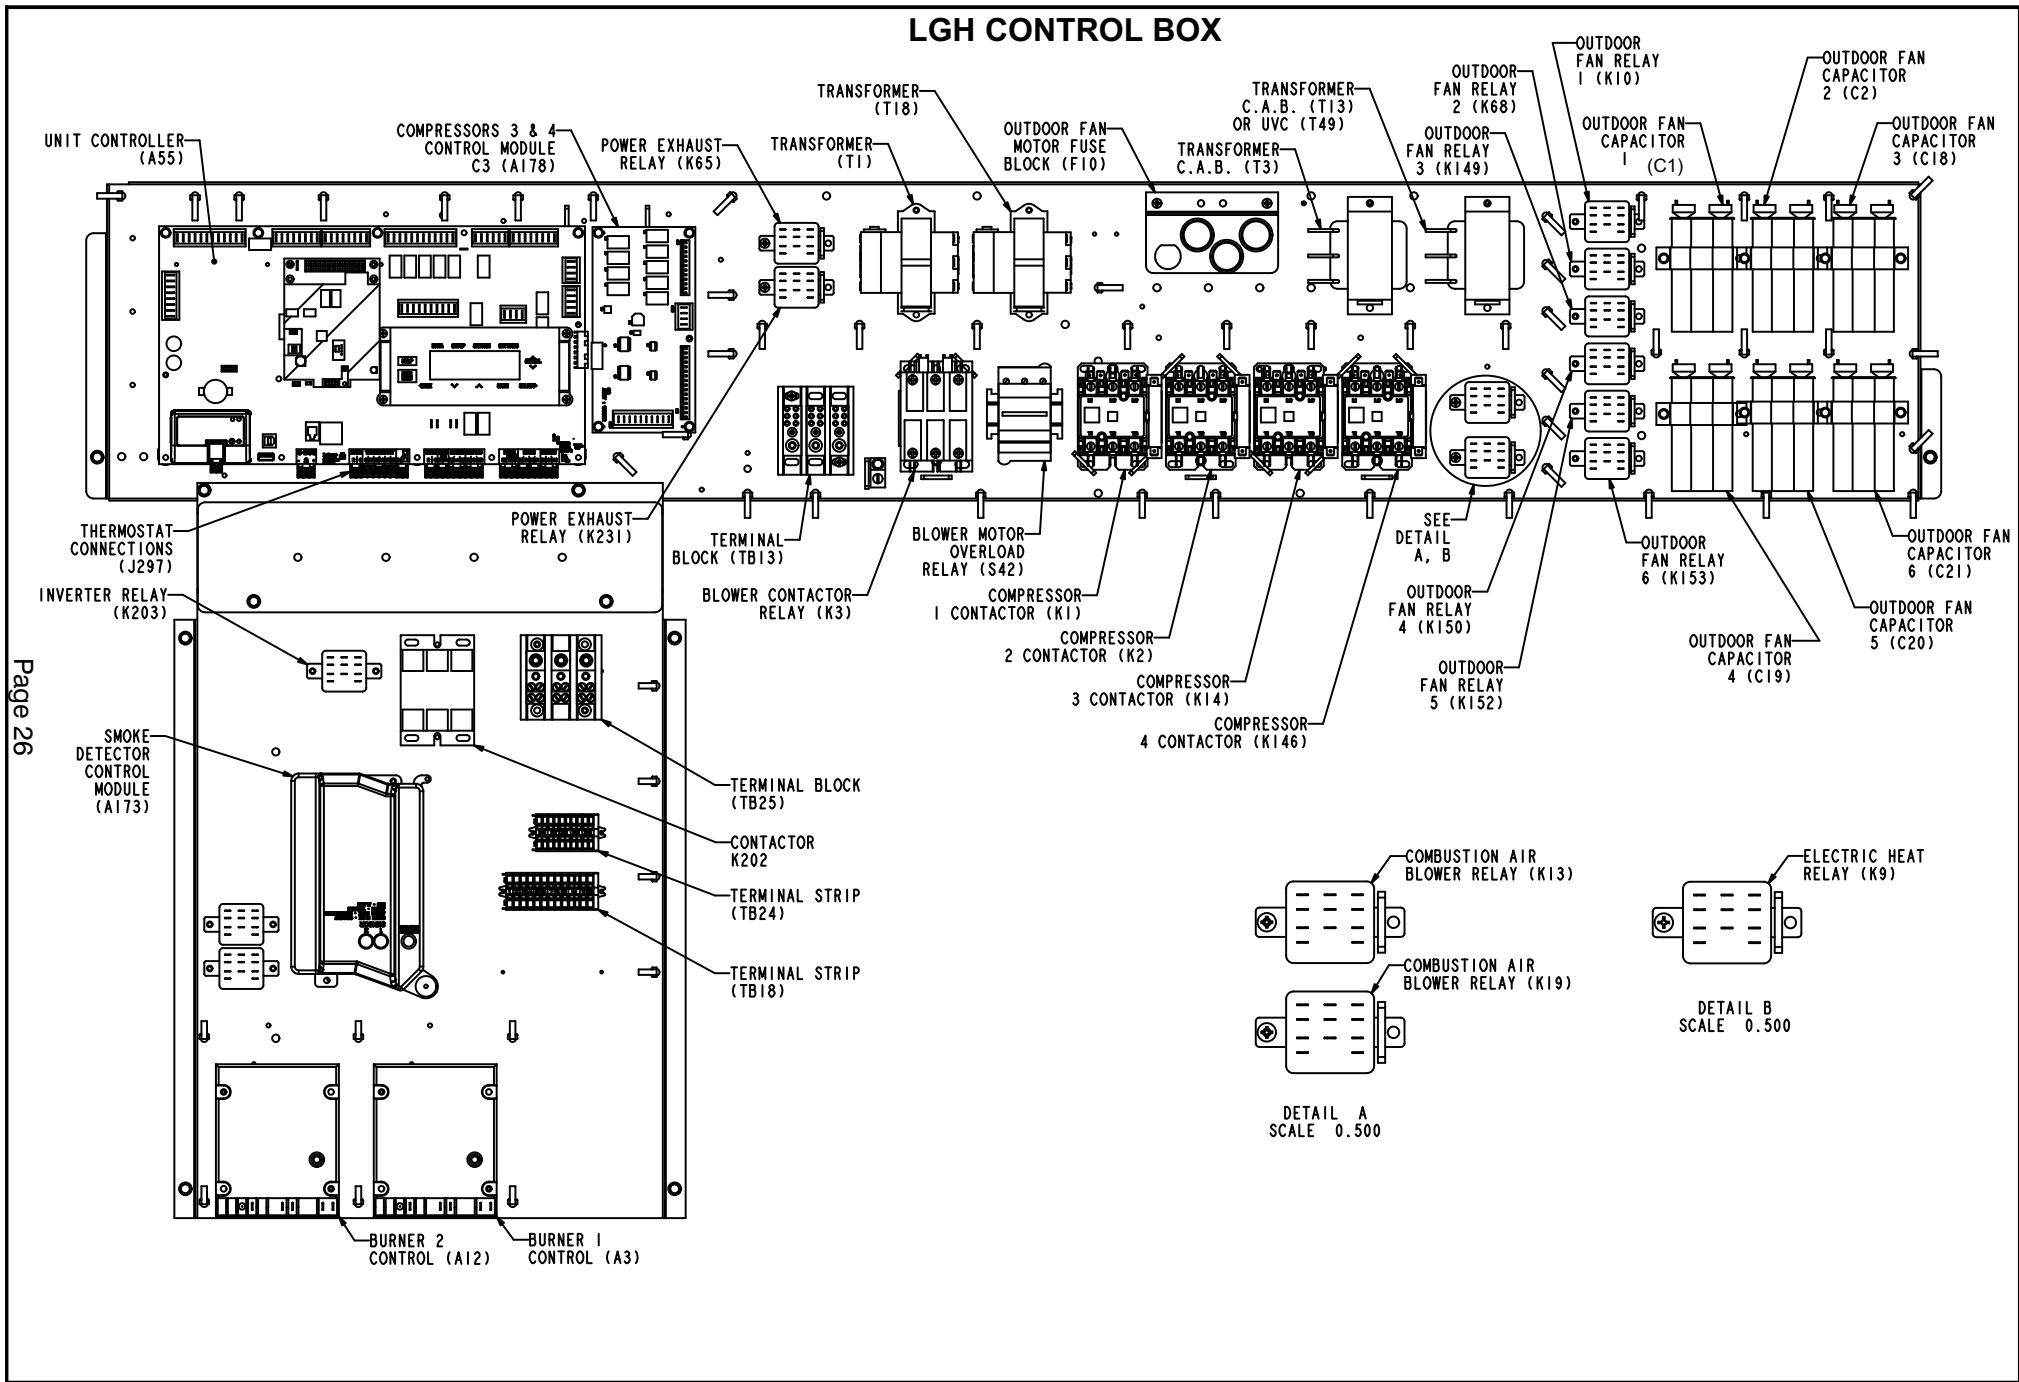 LGH CONTROL BOX
UNIT CONTROLLER
(A55)
COMPRESSORS 3 & 4
CONTROL MODULE
C3 (A178)
POWER EXHAUST
RELAY (K65)
TRANSFORMER
(T1)
TRANSFORMER
(T18)
OUTDOOR FAN
MOTOR FUSE
BLOCK (F10)
TRANSFORMER
C.A.B. (T3)
TRANSFORMER
C.A.B. (T13)
OR UVC (T49)
OUTDOOR
FAN RELAY
3 (K149)
OUTDOOR
FAN RELAY
2 (K68)
OUTDOOR
FAN RELAY
1 (K10)
OUTDOOR FAN
CAPACITOR
1
(C1)
OUTDOOR FAN
CAPACITOR
2 (C2)
OUTDOOR FAN
CAPACITOR
3 (C18)
THERMOSTAT
CONNECTIONS
(J297)
POWER EXHAUST
RELAY (K231)
TERMINAL
BLOCK (TB13)
BLOWER CONTACTOR
RELAY (K3)
BLOWER MOTOR
OVERLOAD
RELAY (S42)
COMPRESSOR
1 CONTACTOR (K1)
COMPRESSOR
2 CONTACTOR (K2)
COMPRESSOR
3 CONTACTOR (K14)
COMPRESSOR
4 CONTACTOR (K146)
SEE
DETAIL
A, B
OUTDOOR
FAN RELAY
4 (K150)
OUTDOOR
FAN RELAY
5 (K152)
OUTDOOR
FAN RELAY
6 (K153)
OUTDOOR FAN
CAPACITOR
4 (C19)
OUTDOOR FAN
CAPACITOR
5 (C20)
OUTDOOR FAN
CAPACITOR
6 (C21)
INVERTER RELAY
(K203)
SMOKE
DETECTOR
CONTROL
MODULE
(A173)
TERMINAL BLOCK
(TB25)
CONTACTOR
K202
TERMINAL STRIP
(TB24)
TERMINAL STRIP
(TB18)
BURNER 2
CONTROL (A12)
BURNER 1
CONTROL (A3)
COMBUSTION AIR
BLOWER RELAY (K13)
COMBUSTION AIR
BLOWER RELAY (K19)
DETAIL A
SCALE 0.500
ELECTRIC HEAT
RELAY (K9)
DETAIL B
SCALE 0.500
Page 26